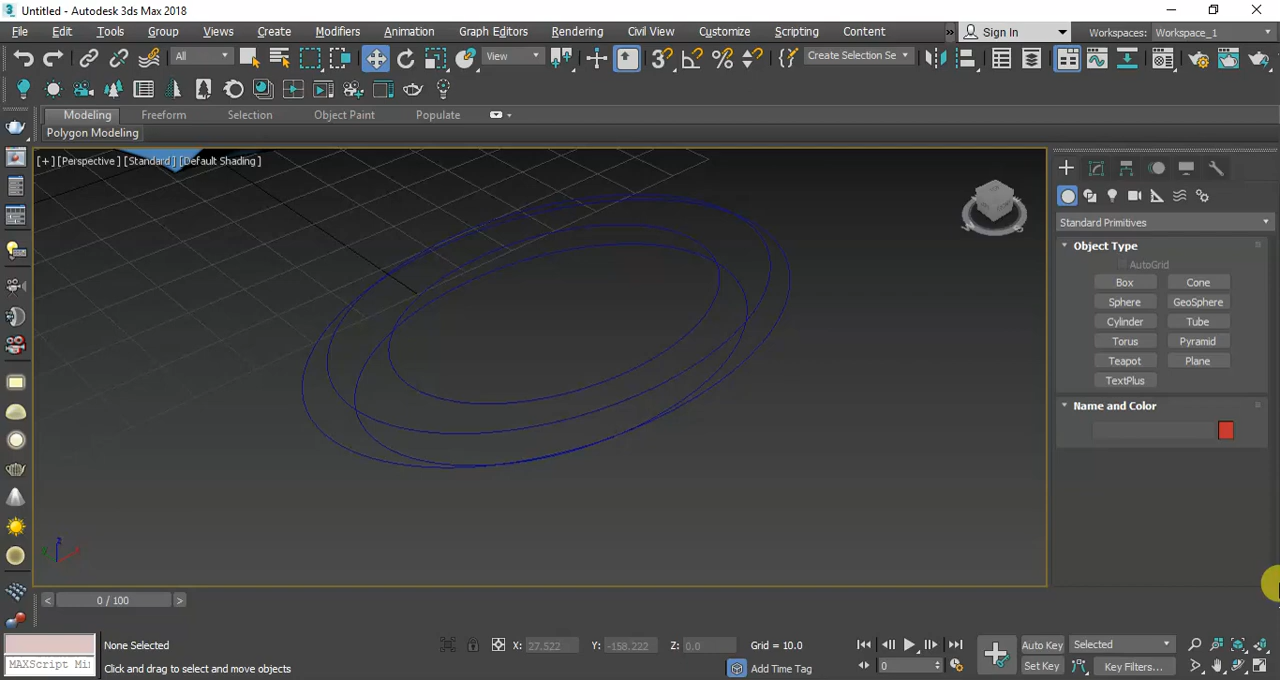 Untitled - Autodesk 3ds Max 2018
File Edit Tools Group Views Create Modifiers Animation Graph Editors Rendering Civil View Customize Scripting Content » Sign In Workspaces: Workspace_1
All View Create Selection Se
Modeling Freeform Selection Object Paint Populate
Polygon Modeling
[+] [Perspective] [Standard] [Default Shading]
Standard Primitives
Object Type
AutoGrid
Box Cone
Sphere GeoSphere
Cylinder Tube
Torus Pyramid
Teapot Plane
TextPlus
Name and Color
z
< 0 / 100 >
None Selected X: 27.522 Y: -158.222 Z: 0.0 Grid = 10.0 Auto Key Selected
MAXScript Mi Click and drag to select and move objects Add Time Tag 0 Set Key Key Filters...